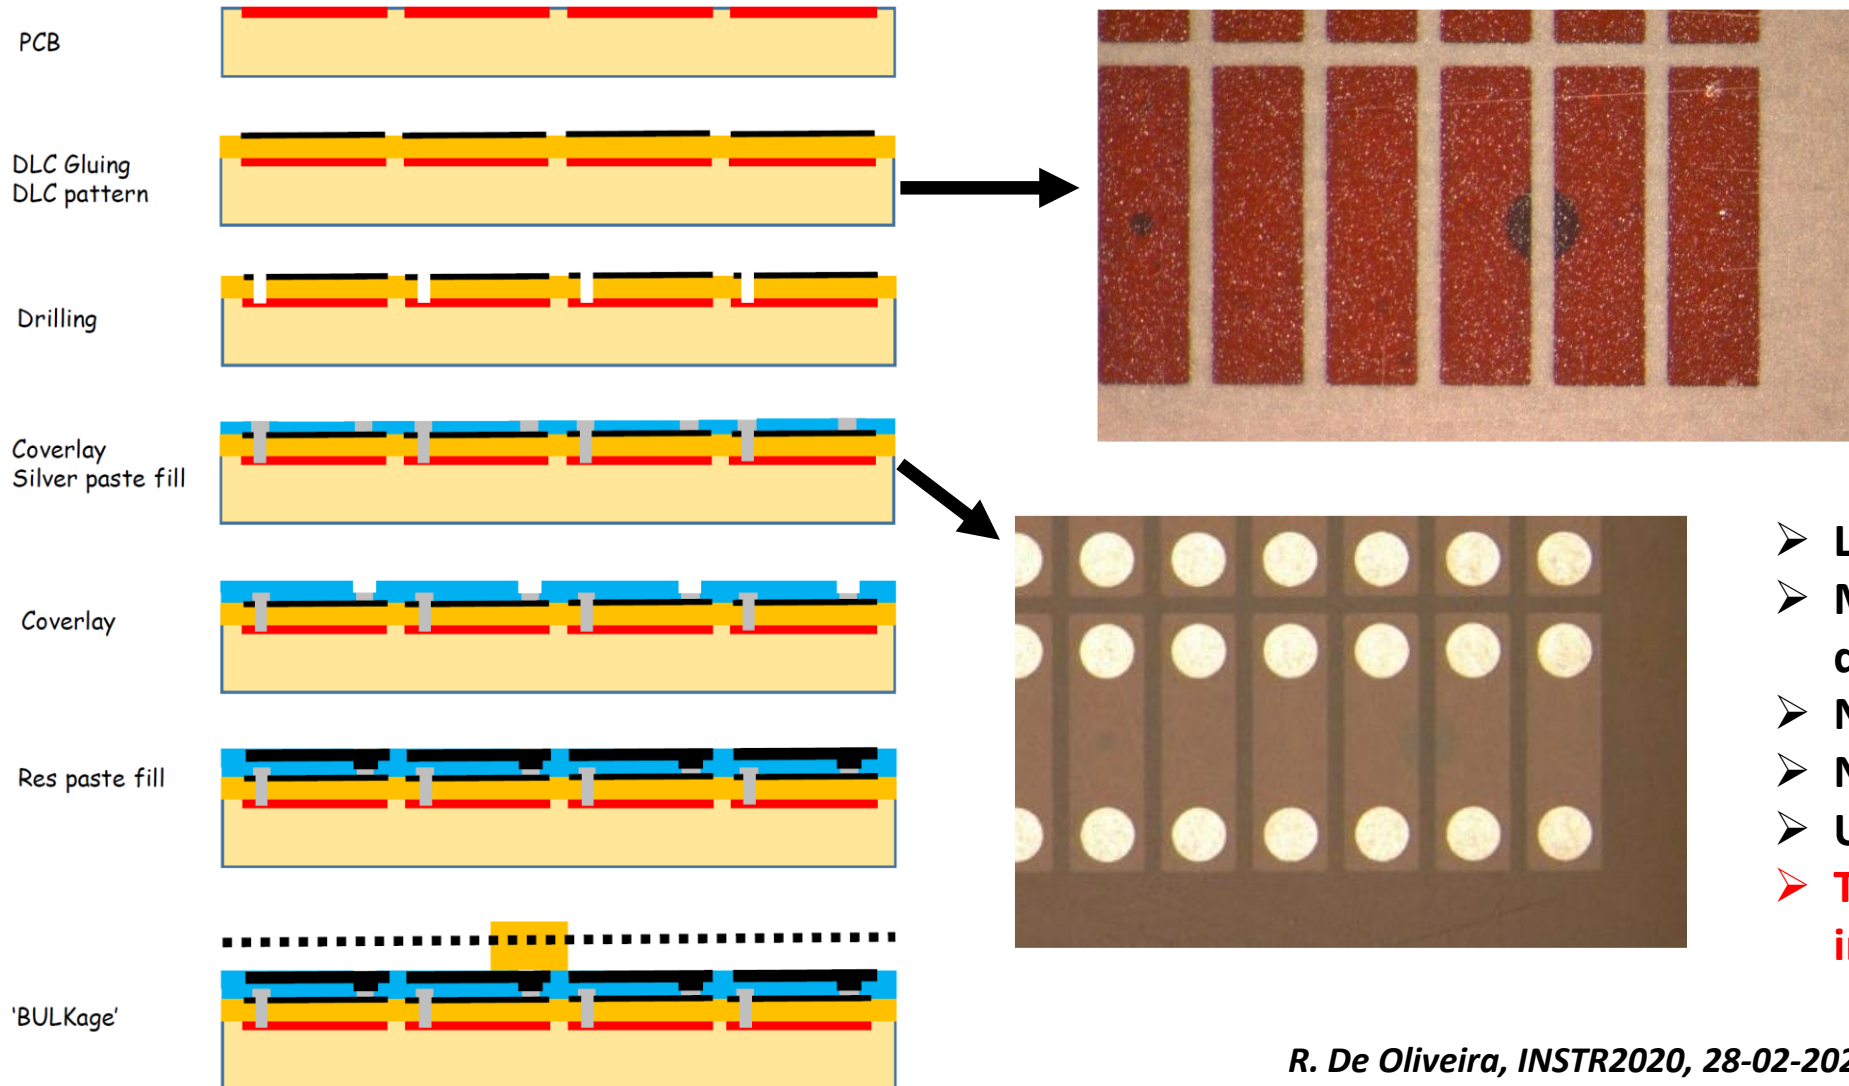 PCB
DLC Gluing
DLC pattern
Drilling
Coverlay
Silver paste fill
Coverlay
Res paste fill
'BULKage'
R. De Oliveira, INSTR2020, 28-02-202